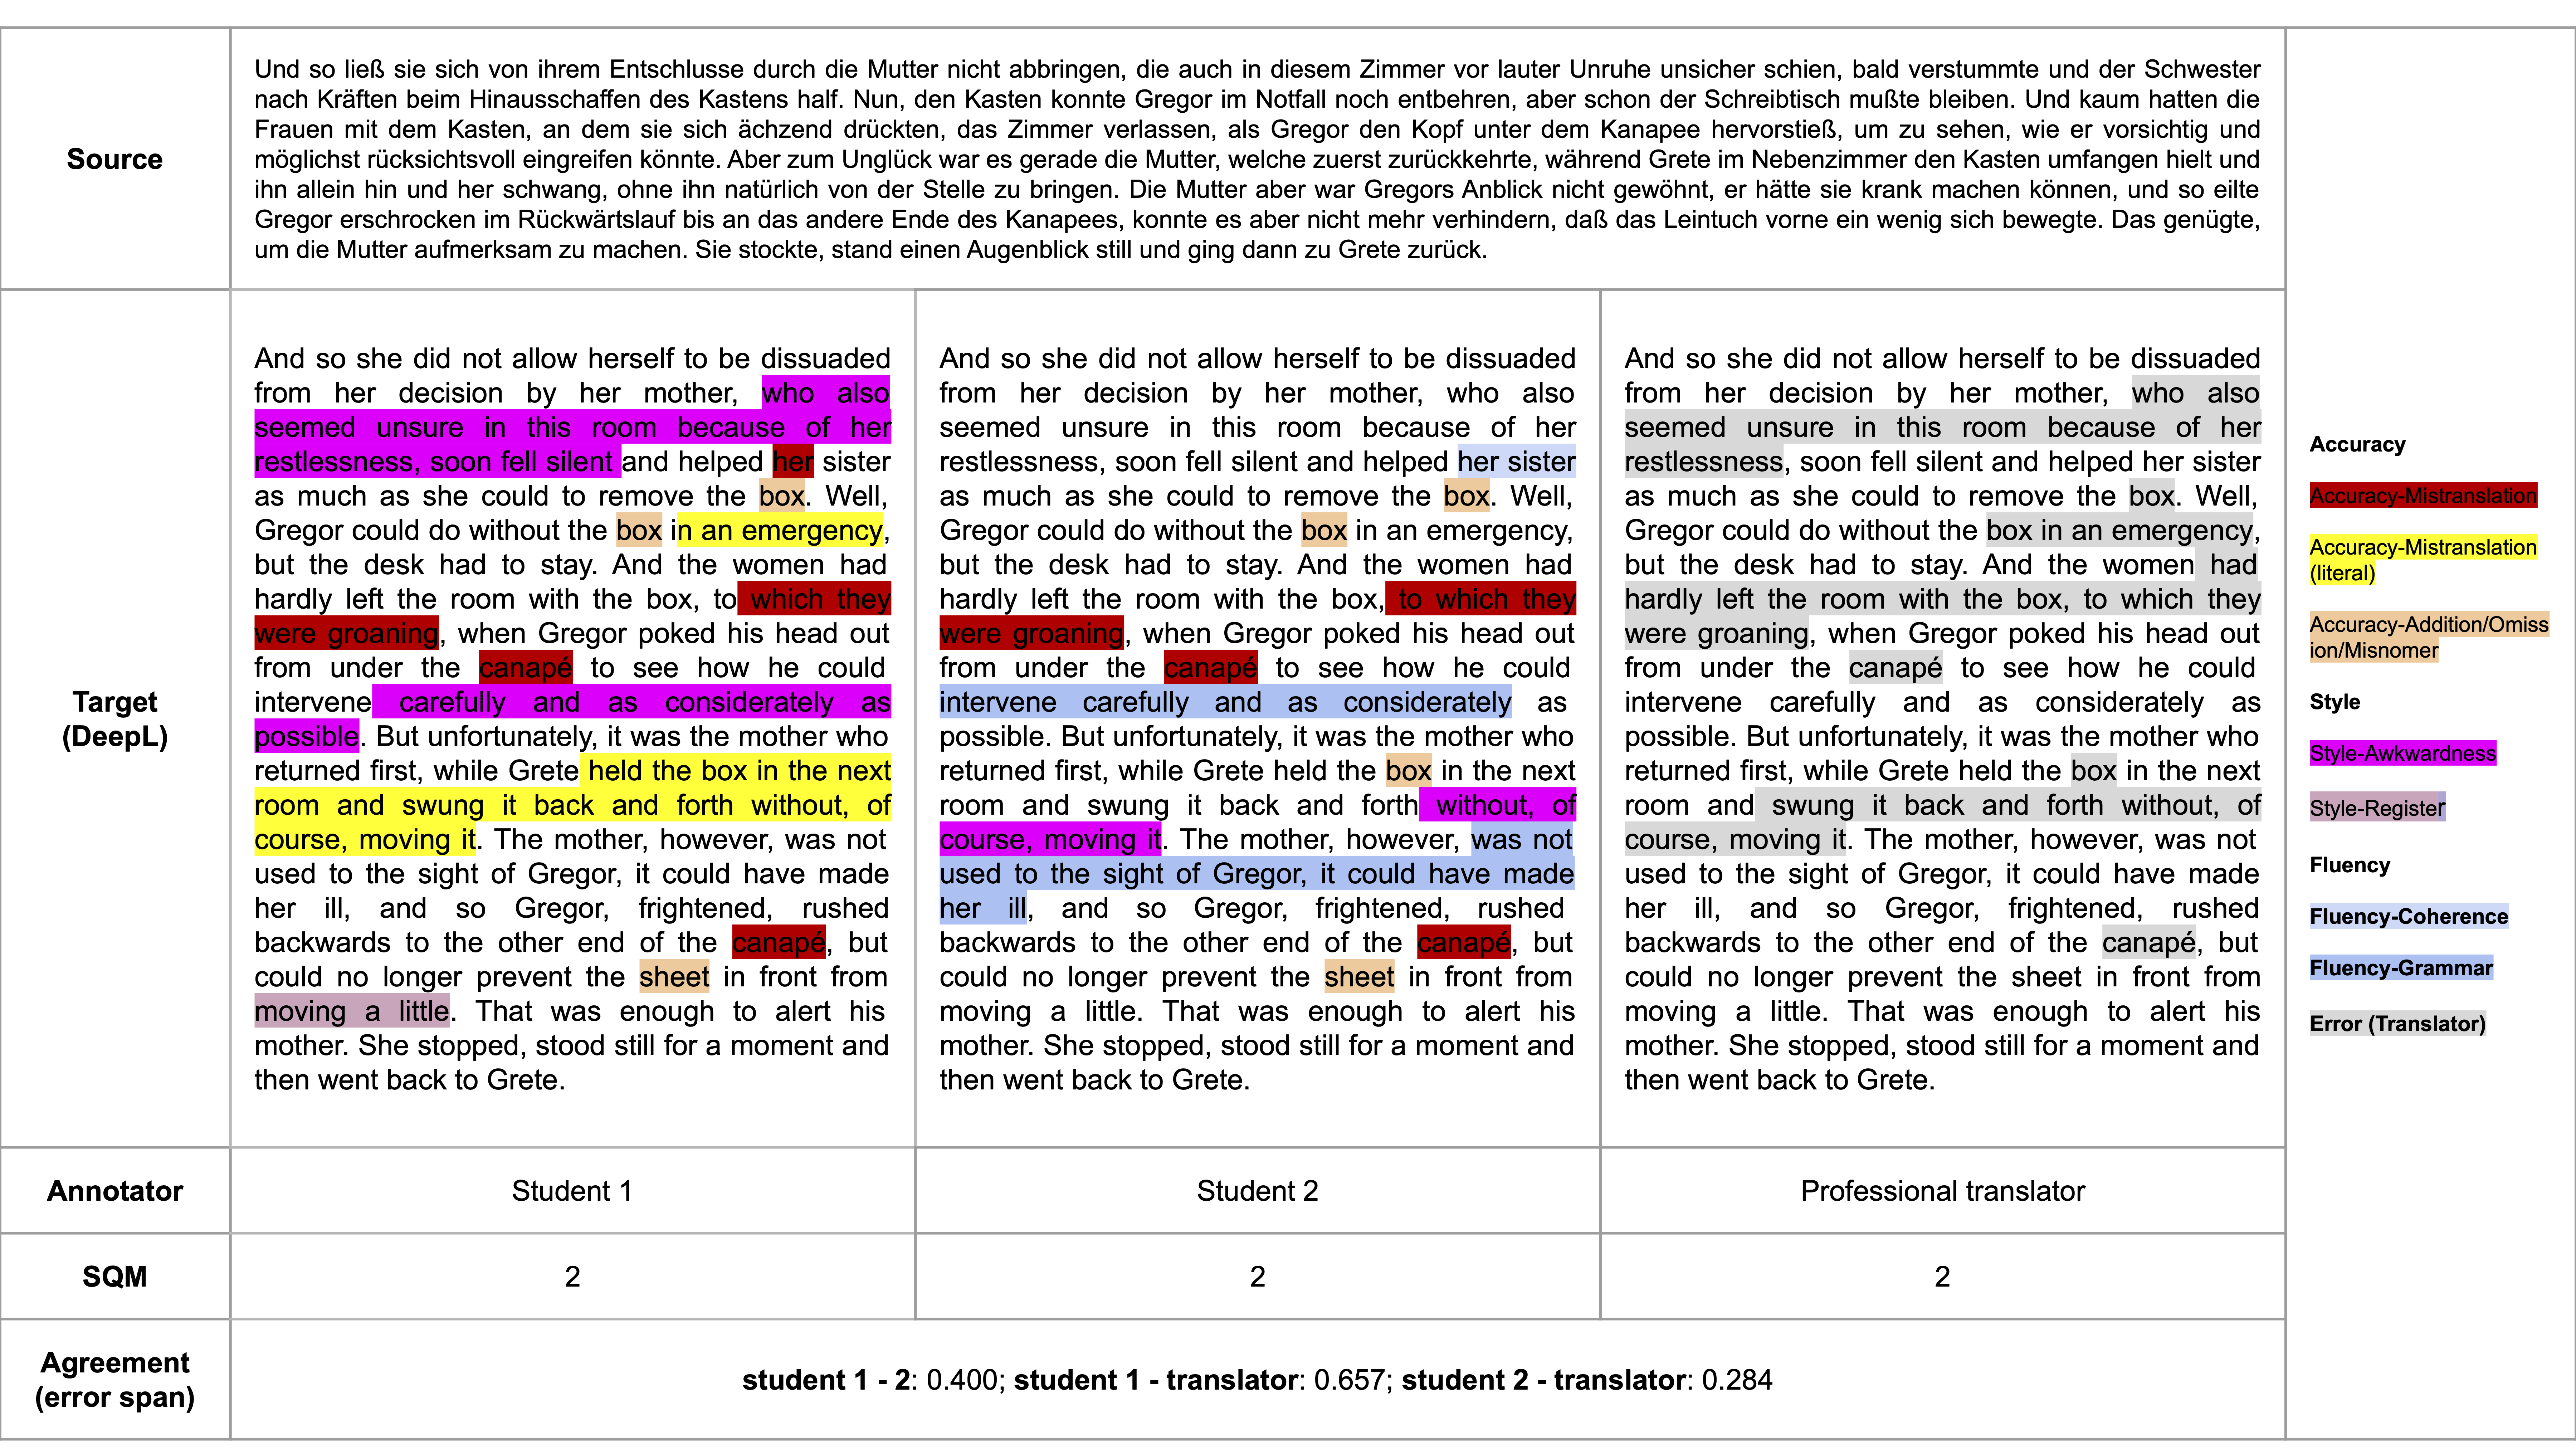 Source
Und so ließ sie sich von ihrem Entschlusse durch die Mutter nicht abbringen, die auch in diesem Zimmer vor lauter Unruhe unsicher schien, bald verstummte und der Schwester
nach Kräften beim Hinausschaffen des Kastens half. Nun, den Kasten konnte Gregor im Notfall noch entbehren, aber schon der Schreibtisch mußte bleiben. Und kaum hatten die
Frauen mit dem Kasten, an dem sie sich ächzend drückten, das Zimmer verlassen, als Gregor den Kopf unter dem Kanapee hervorstieß, um zu sehen, wie er vorsichtig und
möglichst rücksichtsvoll eingreifen könnte. Aber zum Unglück war es gerade die Mutter, welche zuerst zurückkehrte, während Grete im Nebenzimmer den Kasten umfangen hielt und
ihn allein hin und her schwang, ohne ihn natürlich von der Stelle zu bringen. Die Mutter aber war Gregors Anblick nicht gewöhnt, er hätte sie krank machen können, und so eilte
Gregor erschrocken im Rückwärtslauf bis an das andere Ende des Kanapees, konnte es aber nicht mehr verhindern, daß das Leintuch vorne ein wenig sich bewegte. Das genügte,
um die Mutter aufmerksam zu machen. Sie stockte, stand einen Augenblick still und ging dann zu Grete zurück.
Target
(DeepL)
And so she did not allow herself to be dissuaded
from her decision by her mother, who also
seemed unsure in this room because of her
restlessness, soon fell silent and helped her sister
as much as she could to remove the box. Well,
Gregor could do without the box in an emergency,
but the desk had to stay. And the women had
hardly left the room with the box, to which they
were groaning, when Gregor poked his head out
from under the canapé to see how he could
intervene carefully and as considerately as
possible. But unfortunately, it was the mother who
returned first, while Grete held the box in the next
room and swung it back and forth without, of
course, moving it. The mother, however, was not
used to the sight of Gregor, it could have made
her ill, and so Gregor, frightened, rushed
backwards to the other end of the canapé, but
could no longer prevent the sheet in front from
moving a little. That was enough to alert his
mother. She stopped, stood still for a moment and
then went back to Grete.
And so she did not allow herself to be dissuaded
from her decision by her mother, who also
seemed unsure in this room because of her
restlessness, soon fell silent and helped her sister
as much as she could to remove the box. Well,
Gregor could do without the box in an emergency,
but the desk had to stay. And the women had
hardly left the room with the box, to which they
were groaning, when Gregor poked his head out
from under the canapé to see how he could
intervene carefully and as considerately as
possible. But unfortunately, it was the mother who
returned first, while Grete held the box in the next
room and swung it back and forth without, of
course, moving it. The mother, however, was not
used to the sight of Gregor, it could have made
her ill, and so Gregor, frightened, rushed
backwards to the other end of the canapé, but
could no longer prevent the sheet in front from
moving a little. That was enough to alert his
mother. She stopped, stood still for a moment and
then went back to Grete.
And so she did not allow herself to be dissuaded
from her decision by her mother, who also
seemed unsure in this room because of her
restlessness, soon fell silent and helped her sister
as much as she could to remove the box. Well,
Gregor could do without the box in an emergency,
but the desk had to stay. And the women had
hardly left the room with the box, to which they
were groaning, when Gregor poked his head out
from under the canapé to see how he could
intervene carefully and as considerately as
possible. But unfortunately, it was the mother who
returned first, while Grete held the box in the next
room and swung it back and forth without, of
course, moving it. The mother, however, was not
used to the sight of Gregor, it could have made
her ill, and so Gregor, frightened, rushed
backwards to the other end of the canapé, but
could no longer prevent the sheet in front from
moving a little. That was enough to alert his
mother. She stopped, stood still for a moment and
then went back to Grete.
Accuracy
Accuracy-Mistranslation
Accuracy-Mistranslation
(literal)
Accuracy-Addition/Omiss
ion/Misnomer
Style
Style-Awkwardness
Style-Register
Fluency
Fluency-Coherence
Fluency-Grammar
Error (Translator)
Annotator
Student 1
Student 2
Professional translator
SQM
2
2
2
Agreement
(error span)
student 1 - 2: 0.400; student 1 - translator: 0.657; student 2 - translator: 0.284